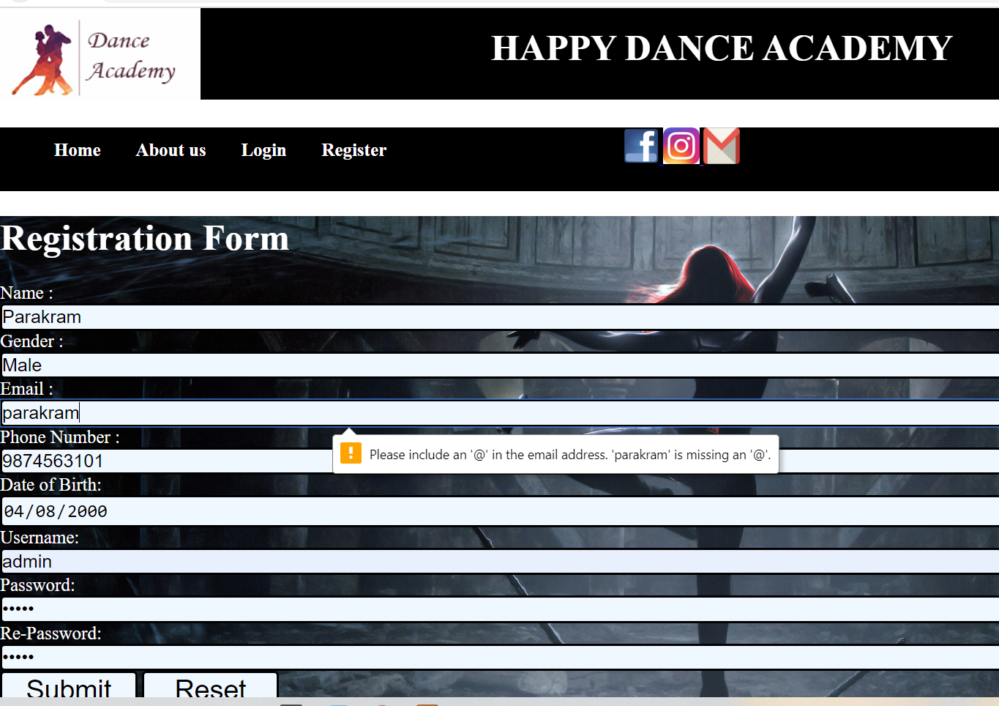 Dance
Academy
HAPPY DANCE ACADEMY
Home About us Login Register
Registration Form
Name :
Parakram
Gender :
Male
Email :
parakram
Phone Number :
9874563101
Please include an '@' in the email address. 'parakram' is missing an '@'.
Date of Birth:
04/08/2000
Username:
admin
Password:
•••••
Re-Password:
•••••
Submit Reset